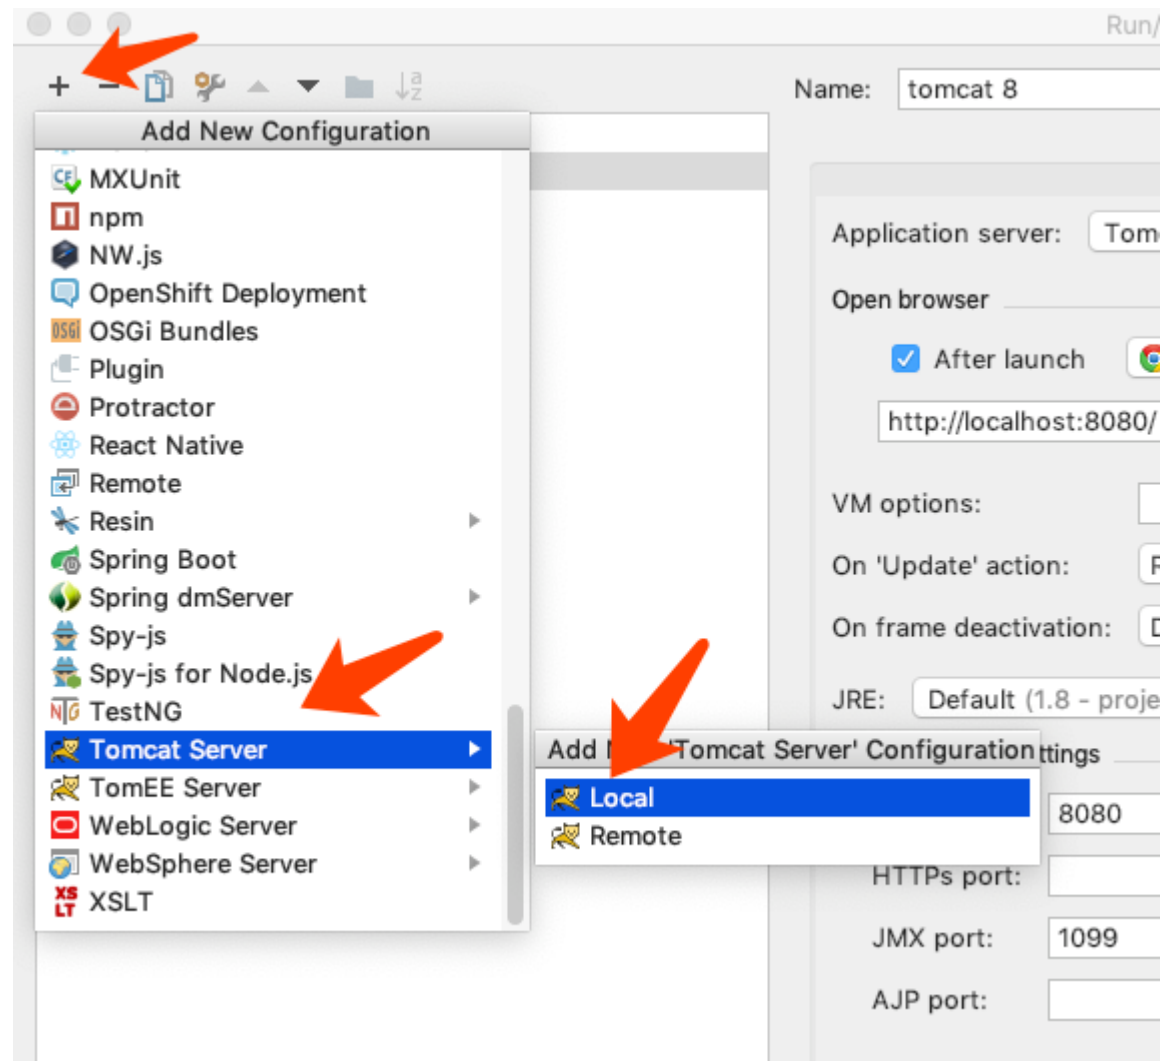 Run/
Name: tomcat 8
Add New Configuration
MXUnit
npm
NW.js
OpenShift Deployment
OSGi Bundles
Plugin
Protractor
React Native
Remote
Resin
Spring Boot
Spring dmServer
Spy-js
Spy-js for Node.js
TestNG
Tomcat Server
TomEE Server
WebLogic Server
WebSphere Server
XSLT
Add 'Tomcat Server' Configuration
Local
Remote
Application server:
Open browser
After launch
http://localhost:8080/
VM options:
On 'Update' action:
On frame deactivation:
JRE: Default (1.8 - proje
ttings
8080
HTTPs port:
JMX port: 1099
AJP port: